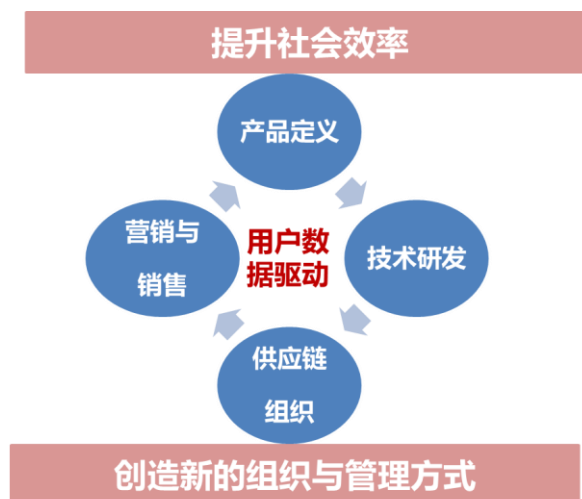 提升社会效率
产品定义
营销与
销售
用户数
据驱动
技术研发
供应链
组织
创造新的组织与管理方式